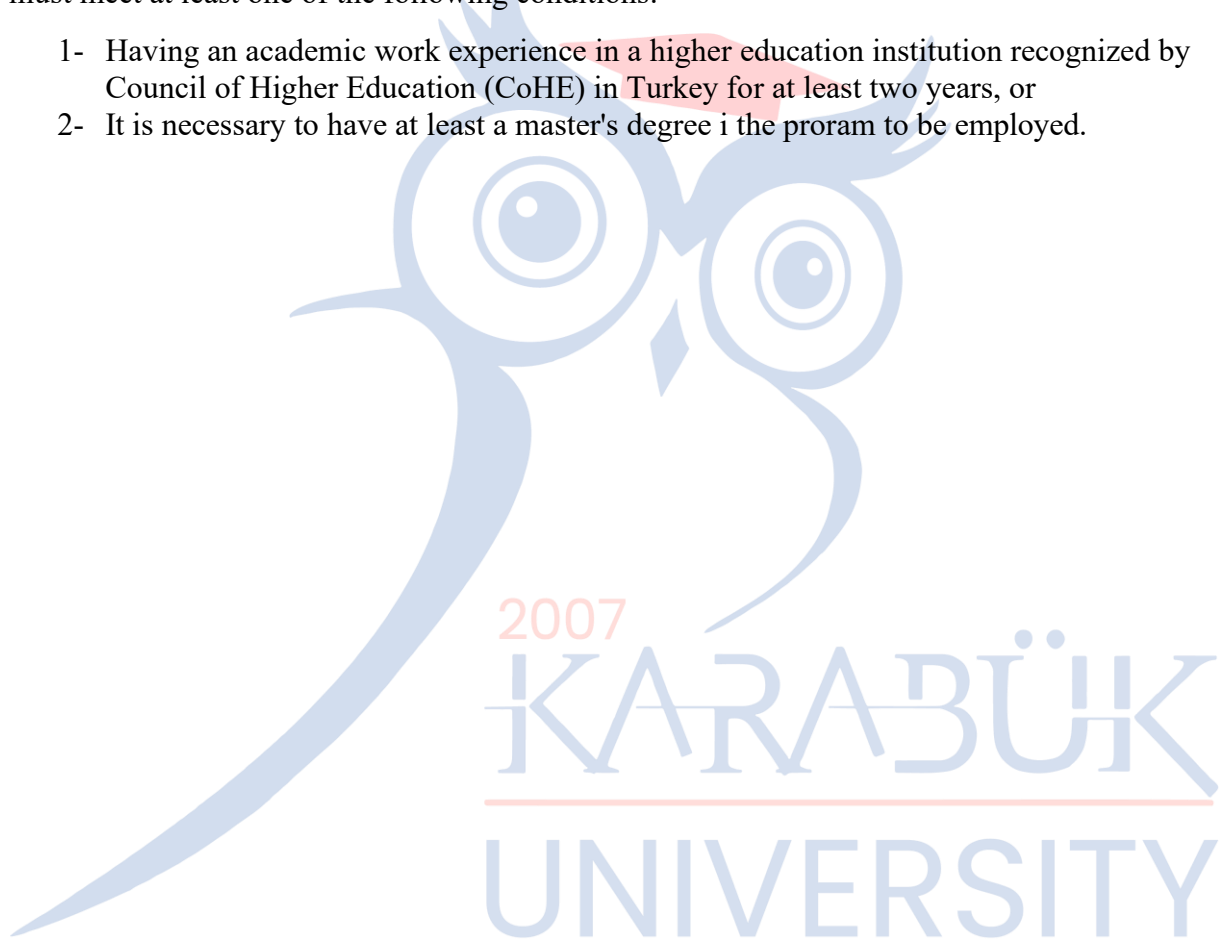 must meet at least one of the following conditions:
1- Having an academic work experience in a higher education institution recognized by
Council of Higher Education (CoHE) in Turkey for at least two years, or
2- It is necessary to have at least a master's degree i the proram to be employed.
2007
KARABÜK
UNIVERSITY